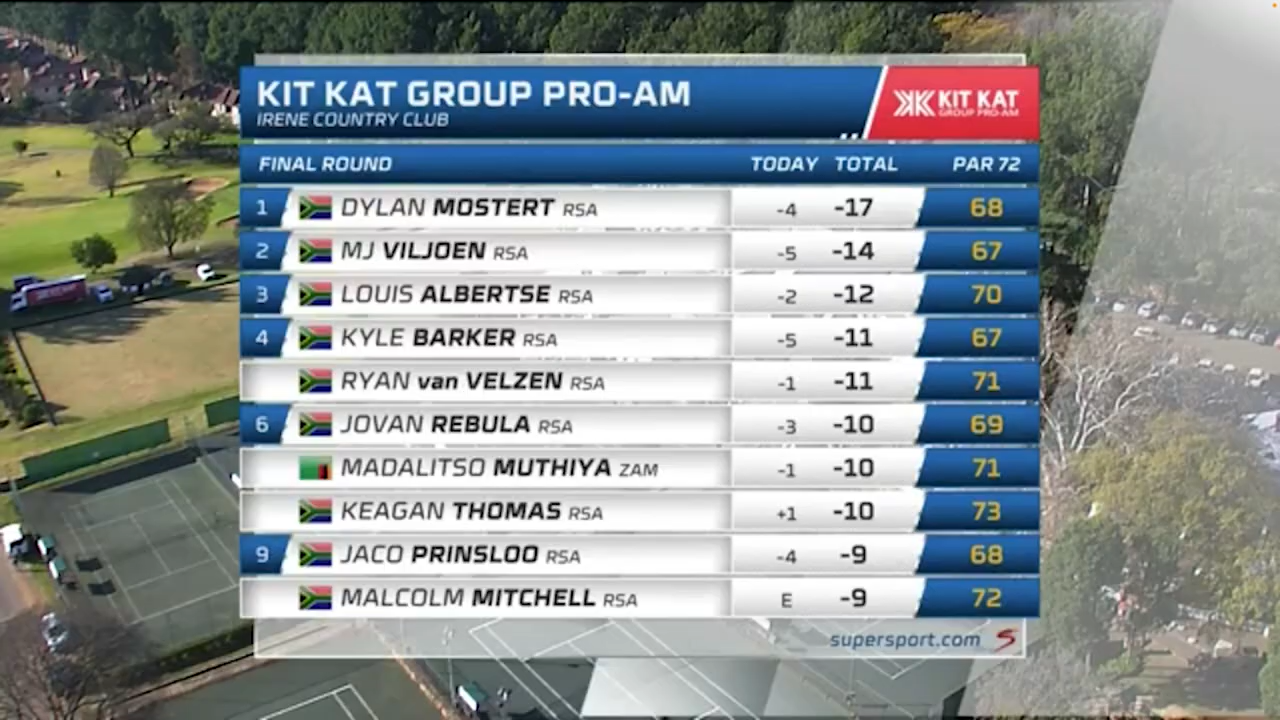 KIT KAT GROUP PRO-AM
IRENE COUNTRY CLUB
KIT KAT
GROUP PRO-AM
FINAL ROUND TODAY TOTAL PAR 72
1 DYLAN MOSTERT RSA -4 -17 68
2 MJ VILJOEN RSA -5 -14 67
3 LOUIS ALBERTSE RSA -2 -12 70
4 KYLE BARKER RSA -5 -11 67
RYAN van VELZEN RSA -1 -11 71
6 JOVAN REBULA RSA -3 -10 69
MADALITSO MUTHIYA ZAM -1 -10 71
KEAGAN THOMAS RSA +1 -10 73
9 JACO PRINSLOO RSA -4 -9 68
MALCOLM MITCHELL RSA E -9 72
supersport.com